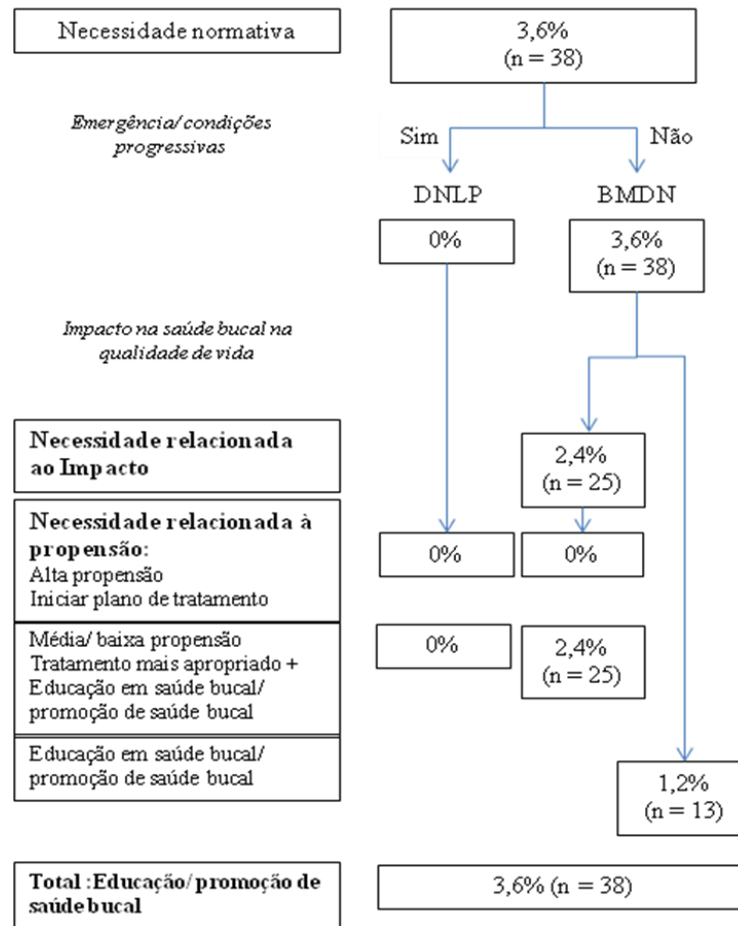 Necessidade normativa
3,6%
(n = 38)
Emergência/ condições
progressivas
Sim
Não
DNLP
BMDN
0%
3,6%
(n = 38)
Impacto na saúde bucal na
qualidade de vida
Necessidade relacionada
ao Impacto
2,4%
(n = 25)
Necessidade relacionada à
propensão:
Alta propensão
Iniciar plano de tratamento
0%
0%
Média/ baixa propensão
Tratamento mais apropriado +
Educação em saúde bucal/
promoção de saúde bucal
0%
2,4%
(n = 25)
Educação em saúde bucal/
promoção de saúde bucal
1,2%
(n = 13)
Total :Educação/ promoção de
saúde bucal
3,6% (n = 38)